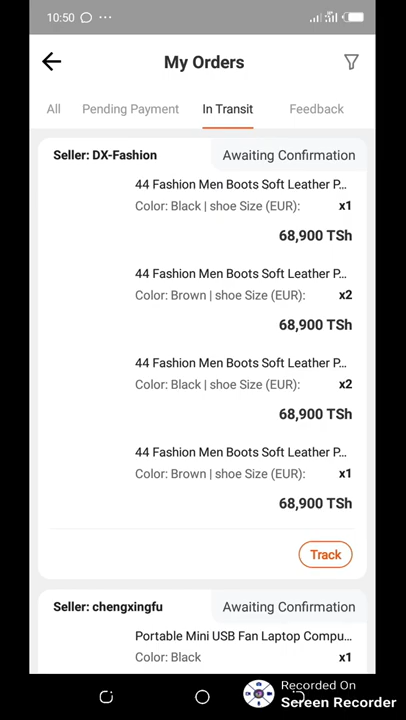 10:50
My Orders
All Pending Payment In Transit Feedback
Seller: DX-Fashion Awaiting Confirmation
44 Fashion Men Boots Soft Leather P...
Color: Black | shoe Size (EUR): x1
68,900 TSh
44 Fashion Men Boots Soft Leather P...
Color: Brown | shoe Size (EUR): x2
68,900 TSh
44 Fashion Men Boots Soft Leather P...
Color: Black | shoe Size (EUR): x2
68,900 TSh
44 Fashion Men Boots Soft Leather P...
Color: Brown | shoe Size (EUR): x1
68,900 TSh
Track
Seller: chengxingfu Awaiting Confirmation
Portable Mini USB Fan Laptop Compu...
Color: Black x1
Recorded On
Screen Recorder